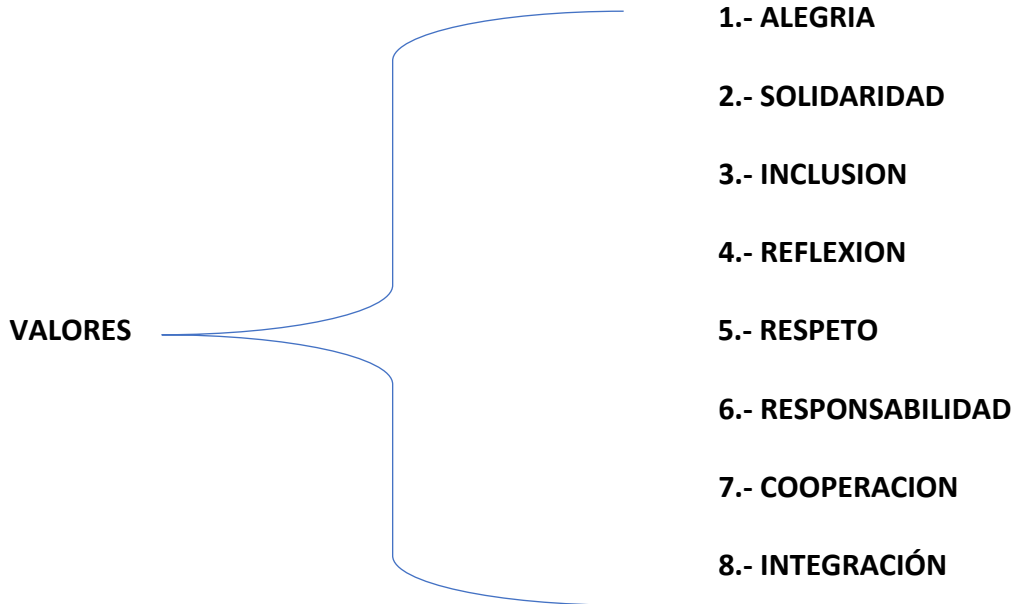 1.- ALEGRIA
2.- SOLIDARIDAD
3.- INCLUSION
4.- REFLEXION
VALORES
5.- RESPETO
6.- RESPONSABILIDAD
7.- COOPERACION
8.- INTEGRACIÓN